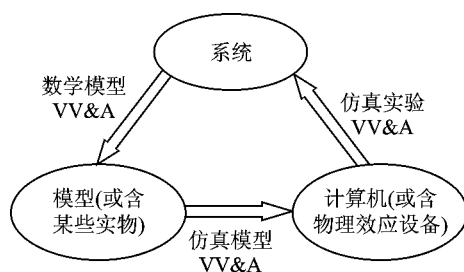 系统
数学模型
VV&A
仿真实验
VV&A
模型(或含
某些实物)
计算机(或含
物理效应设备)
仿真模型
VV&A